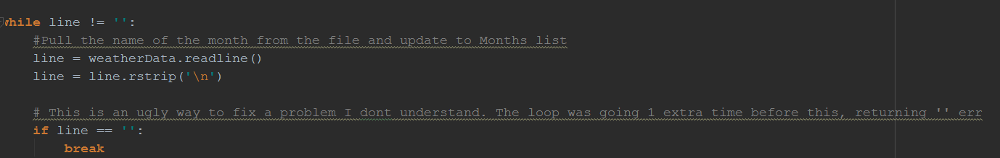 while line != '':
#Pull the name of the month from the file and update to Months list
line = weatherData.readline()
line = line.rstrip('\n')
# This is an ugly way to fix a problem I dont understand. The loop was going 1 extra time before this, returning '' err
if line == '':
break